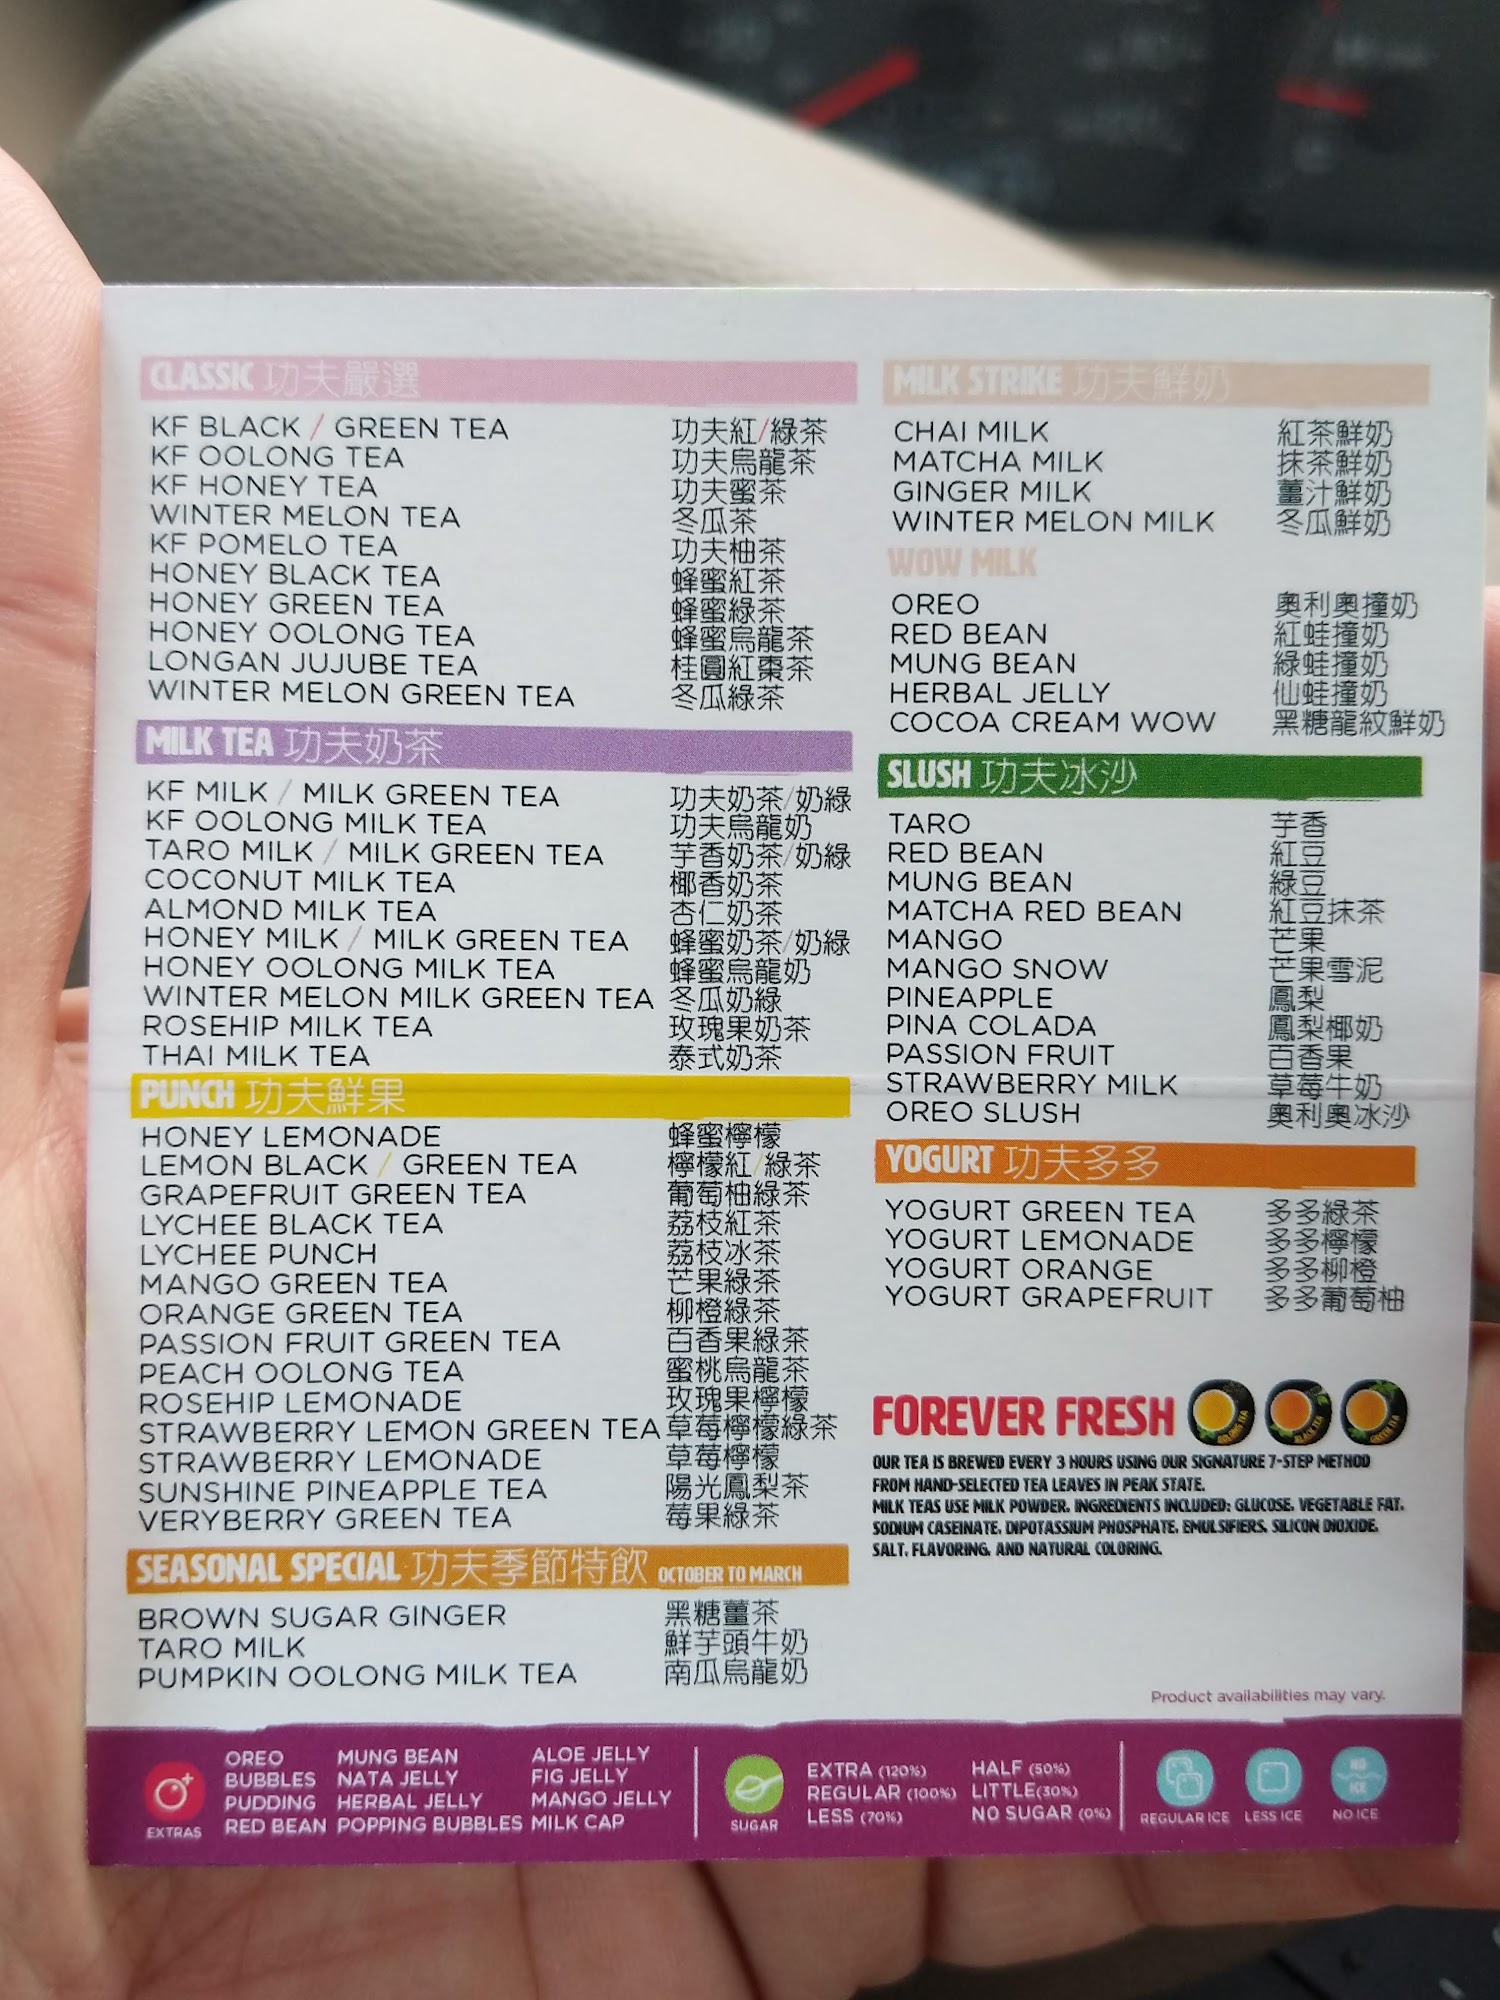 CLASSIC 功夫嚴選
KF BLACK / GREEN TEA 功夫紅/綠茶
KF OOLONG TEA 功夫烏龍茶
KF HONEY TEA 功夫蜜茶
WINTER MELON TEA 冬瓜茶
KF POMELO TEA 功夫柚茶
HONEY BLACK TEA 蜂蜜紅茶
HONEY GREEN TEA 蜂蜜綠茶
HONEY OOLONG TEA 蜂蜜烏龍茶
LONGAN JUJUBE TEA 桂圓紅棗茶
WINTER MELON GREEN TEA 冬瓜綠茶
MILK TEA 功夫奶茶
KF MILK / MILK GREEN TEA 功夫奶茶/奶綠
KF OOLONG MILK TEA 功夫烏龍奶
TARO MILK / MILK GREEN TEA 芋香奶茶/奶綠
COCONUT MILK TEA 椰香奶茶
ALMOND MILK TEA 杏仁奶茶
HONEY MILK / MILK GREEN TEA 蜂蜜奶茶/奶綠
HONEY OOLONG MILK TEA 蜂蜜烏龍奶
WINTER MELON MILK GREEN TEA 冬瓜奶綠
ROSEHIP MILK TEA 玫瑰果奶茶
THAI MILK TEA 泰式奶茶
PUNCH 功夫鮮果
HONEY LEMONADE 蜂蜜檸檬
LEMON BLACK / GREEN TEA 檸檬紅/綠茶
GRAPEFRUIT GREEN TEA 葡萄柚綠茶
LYCHEE BLACK TEA 荔枝紅茶
LYCHEE PUNCH 荔枝冰茶
MANGO GREEN TEA 芒果綠茶
ORANGE GREEN TEA 柳橙綠茶
PASSION FRUIT GREEN TEA 百香果綠茶
PEACH OOLONG TEA 蜜桃烏龍茶
ROSEHIP LEMONADE 玫瑰果檸檬
STRAWBERRY LEMON GREEN TEA 草莓檸檬綠茶
STRAWBERRY LEMONADE 草莓檸檬
SUNSHINE PINEAPPLE TEA 陽光鳳梨茶
VERYBERRY GREEN TEA 莓果綠茶
SEASONAL SPECIAL 功夫季節特飲 OCTOBER TO MARCH
BROWN SUGAR GINGER 黑糖薑茶
TARO MILK 鮮芋頭牛奶
PUMPKIN OOLONG MILK TEA 南瓜烏龍奶
MILK STRIKE 功夫鮮奶
CHAI MILK 紅茶鮮奶
MATCHA MILK 抹茶鮮奶
GINGER MILK 薑汁鮮奶
WINTER MELON MILK 冬瓜鮮奶
WOW MILK
OREO 奧利奧撞奶
RED BEAN 紅蛙撞奶
MUNG BEAN 綠蛙撞奶
HERBAL JELLY 仙蛙撞奶
COCOA CREAM WOW 黑糖龍紋鮮奶
SLUSH 功夫冰沙
TARO 芋香
RED BEAN 紅豆
MUNG BEAN 綠豆
MATCHA RED BEAN 紅豆抹茶
MANGO 芒果
MANGO SNOW 芒果雪泥
PINEAPPLE 鳳梨
PINA COLADA 鳳梨椰奶
PASSION FRUIT 百香果
STRAWBERRY MILK 草莓牛奶
OREO SLUSH 奧利奧冰沙
YOGURT 功夫多多
YOGURT GREEN TEA 多多綠茶
YOGURT LEMONADE 多多檸檬
YOGURT ORANGE 多多柳橙
YOGURT GRAPEFRUIT 多多葡萄柚
FOREVER FRESH OOLONG TEA BLACK TEA GREEN TEA
OUR TEA IS BREWED EVERY 3 HOURS USING OUR SIGNATURE 7-STEP METHOD
FROM HAND-SELECTED TEA LEAVES IN PEAK STATE.
MILK TEAS USE MILK POWDER. INGREDIENTS INCLUDED: GLUCOSE, VEGETABLE FAT,
SODIUM CASEINATE, DIPOTASSIUM PHOSPHATE, EMULSIFIERS, SILICON DIOXIDE,
SALT, FLAVORING, AND NATURAL COLORING.
Product availabilities may vary.
EXTRAS
OREO MUNG BEAN ALOE JELLY
BUBBLES NATA JELLY FIG JELLY
PUDDING HERBAL JELLY MANGO JELLY
RED BEAN POPPING BUBBLES MILK CAP
SUGAR
EXTRA (120%) HALF (50%)
REGULAR (100%) LITTLE(30%)
LESS (70%) NO SUGAR (0%)
NO ICE
REGULAR ICE LESS ICE NO ICE